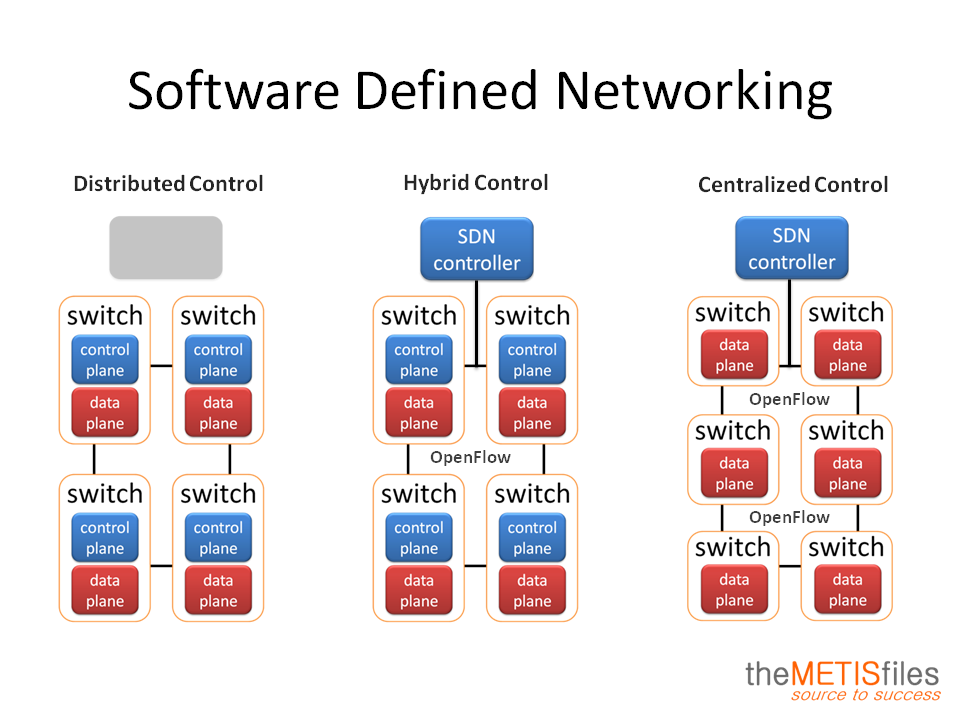 Software Defined Networking
Distributed Control
switch
control
plane
data
plane
switch
control
plane
data
plane
switch
control
plane
data
plane
switch
control
plane
data
plane
Hybrid Control
SDN
controller
switch
control
plane
data
plane
switch
control
plane
data
plane
OpenFlow
switch
control
plane
data
plane
switch
control
plane
data
plane
Centralized Control
SDN
controller
switch
data
plane
switch
data
plane
OpenFlow
switch
data
plane
switch
data
plane
OpenFlow
switch
data
plane
switch
data
plane
theMETISfiles
source to success